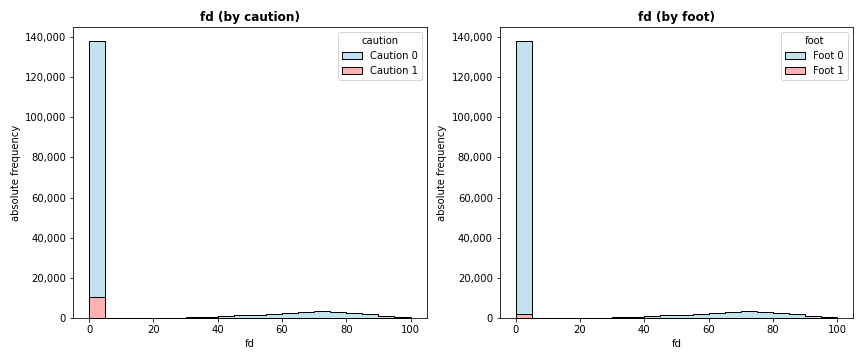 fd (by caution)
140,000
120,000
100,000
80,000
60,000
40,000
20,000
0
absolute frequency
caution
Caution 0
Caution 1
0
20
40
60
80
100
fd
fd (by foot)
140,000
120,000
100,000
80,000
60,000
40,000
20,000
0
absolute frequency
foot
Foot 0
Foot 1
0
20
40
60
80
100
fd